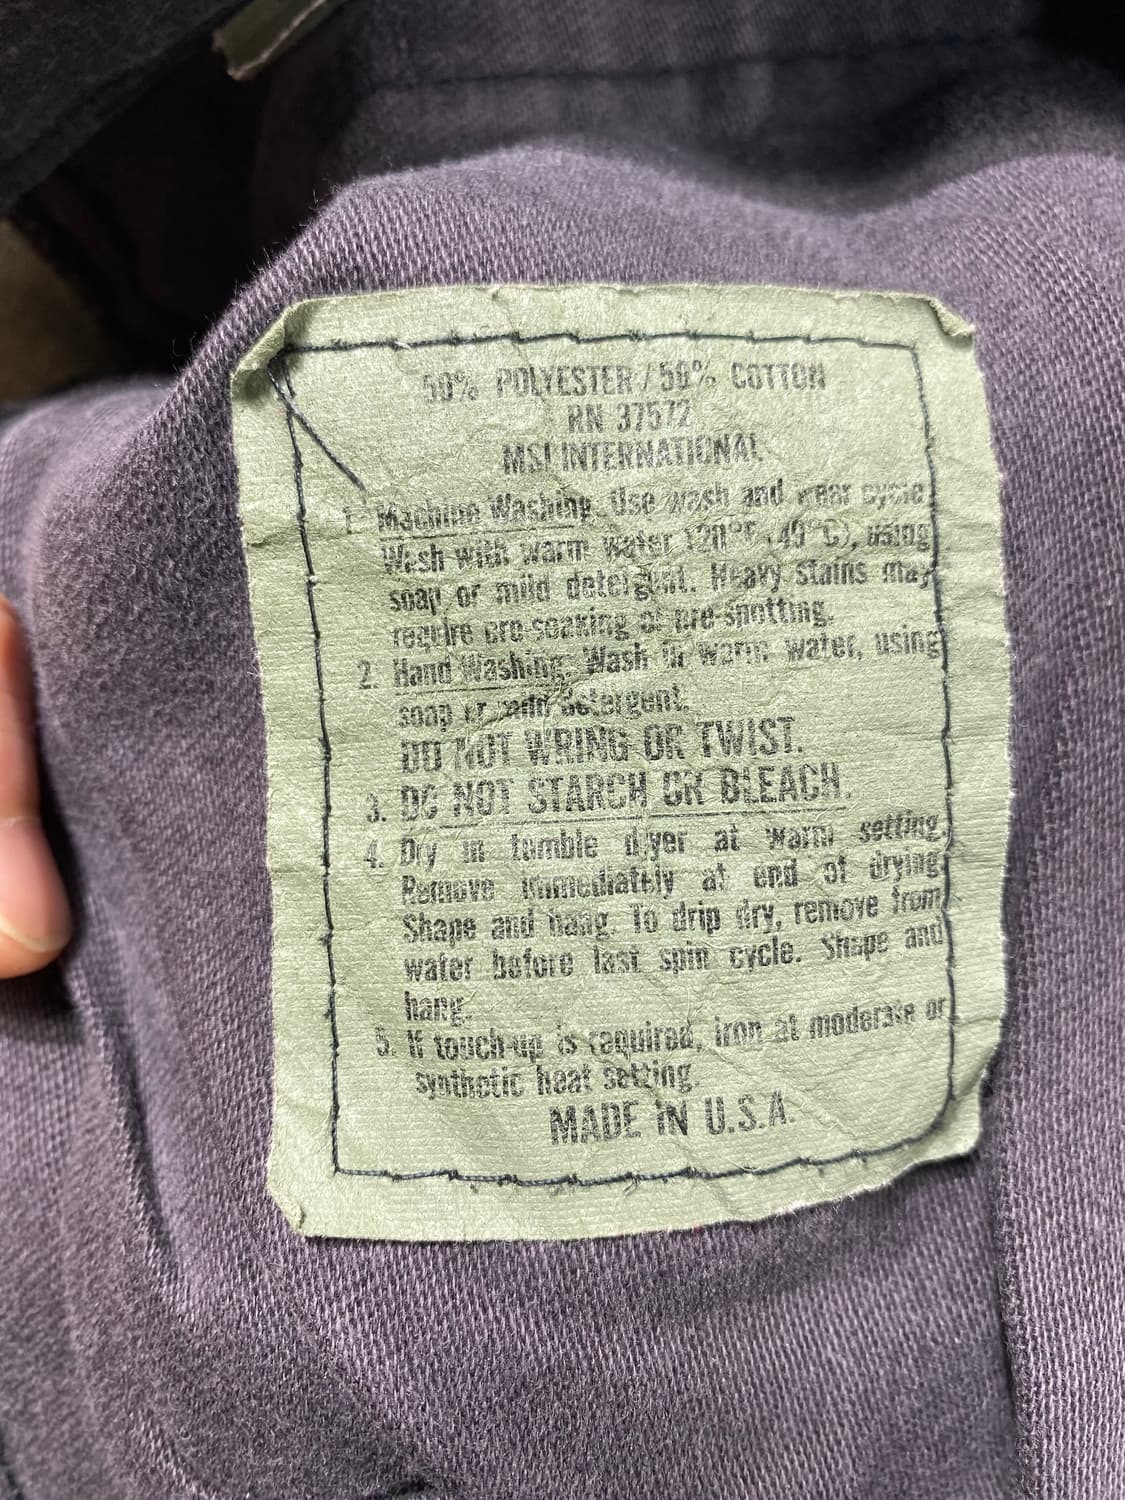 50% POLYESTER/50% COTTON
RN 37572
MSI INTERNATIONAL
1. Machine Washing. Use wash and wear cycle
Wash with warm water 120°F (49°C), using
soap or mild detergent. Heavy stains may
require pre-soaking or pre-spotting.
2. Hand Washing. Wash in warm water, using
soap or mild detergent.
DO NOT WRING OR TWIST.
3. DO NOT STARCH OR BLEACH.
4. Dry in tumble dryer at warm setting.
Remove immediately at end of drying.
Shape and hang. To drip dry, remove from
water before last spin cycle. Shape and
hang.
5. If touch-up is required, iron at moderate or
synthetic heat setting.
MADE IN U.S.A.